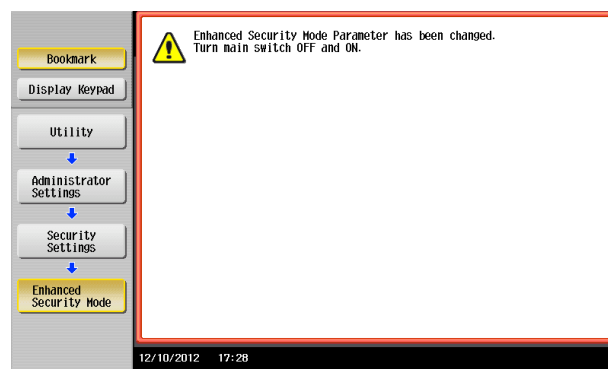 Bookmark
Display Keypad
Utility
Administrator
Settings
Security
Settings
Enhanced
Security Mode
Enhanced Security Mode Parameter has been changed.
Turn main switch OFF and ON.
12/10/2012 17:28